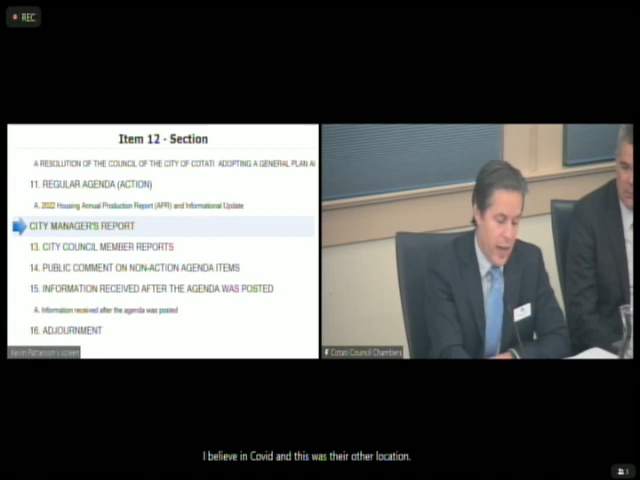 REC
Item 12 - Section
A RESOLUTION OF THE COUNCIL OF THE CITY OF COTATI ADOPTING A GENERAL PLAN A
11. REGULAR AGENDA (ACTION)
A. 2022 Housing Annual Production Report (APR) and Informational Update
CITY MANAGER'S REPORT
13. CITY COUNCIL MEMBER REPORTS
14. PUBLIC COMMENT ON NON-ACTION AGENDA ITEMS
15. INFORMATION RECEIVED AFTER THE AGENDA WAS POSTED
A. Information received after the agenda was posted
16. ADJOURNMENT
Kevin Patterson's screen
Cotati Council Chambers
I believe in Covid and this was their other location.